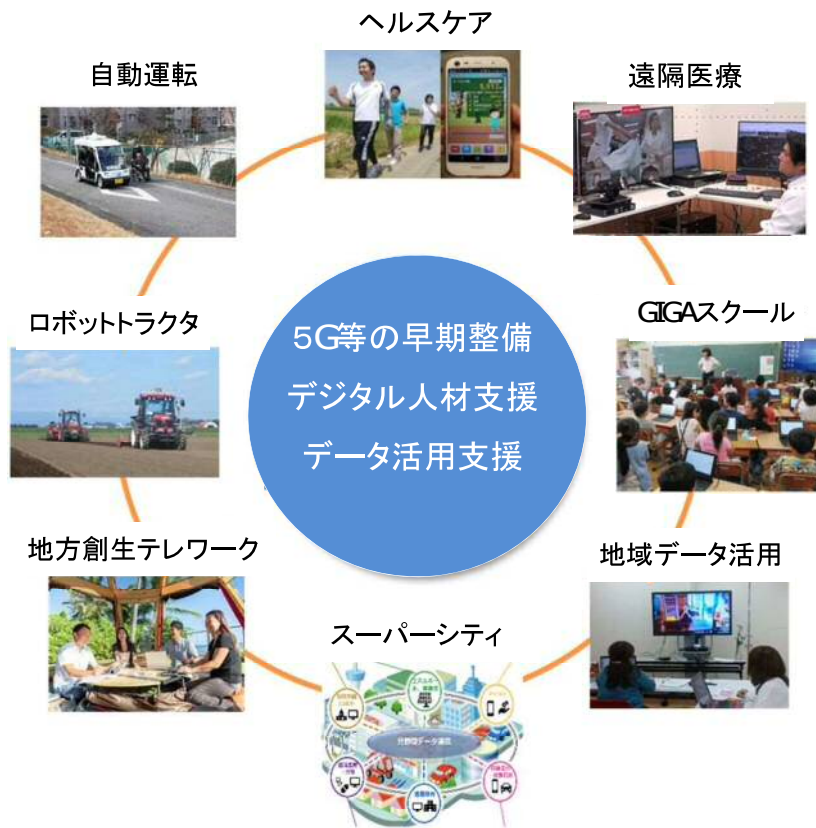 ヘルスケア
自動運転
遠隔医療
ロボットトラクタ
GIGAスクール
5G等の早期整備
デジタル人材支援
データ活用支援
地方創生テレワーク
地域データ活用
スーパーシティ